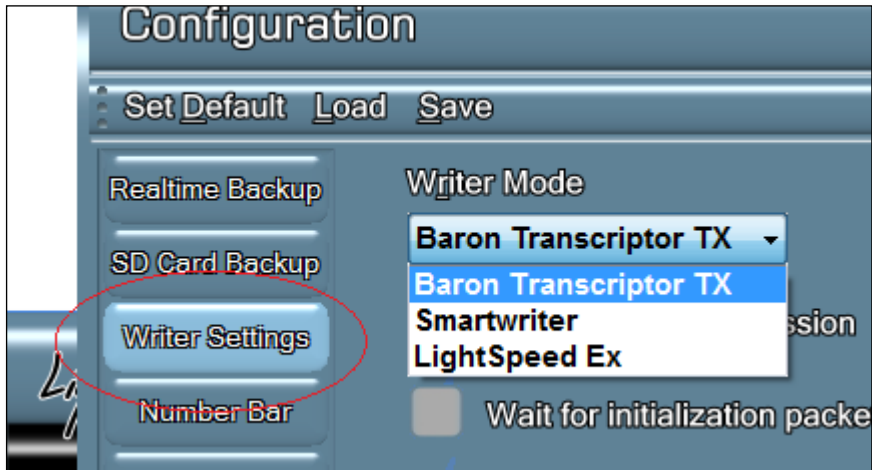 Configuration
Set Default Load Save
Realtime Backup
SD Card Backup
Writer Settings
Number Bar
Writer Mode
Baron Transcriptor TX
Baron Transcriptor TX
Smartwriter
LightSpeed Ex
ssion
Wait for initialization packe